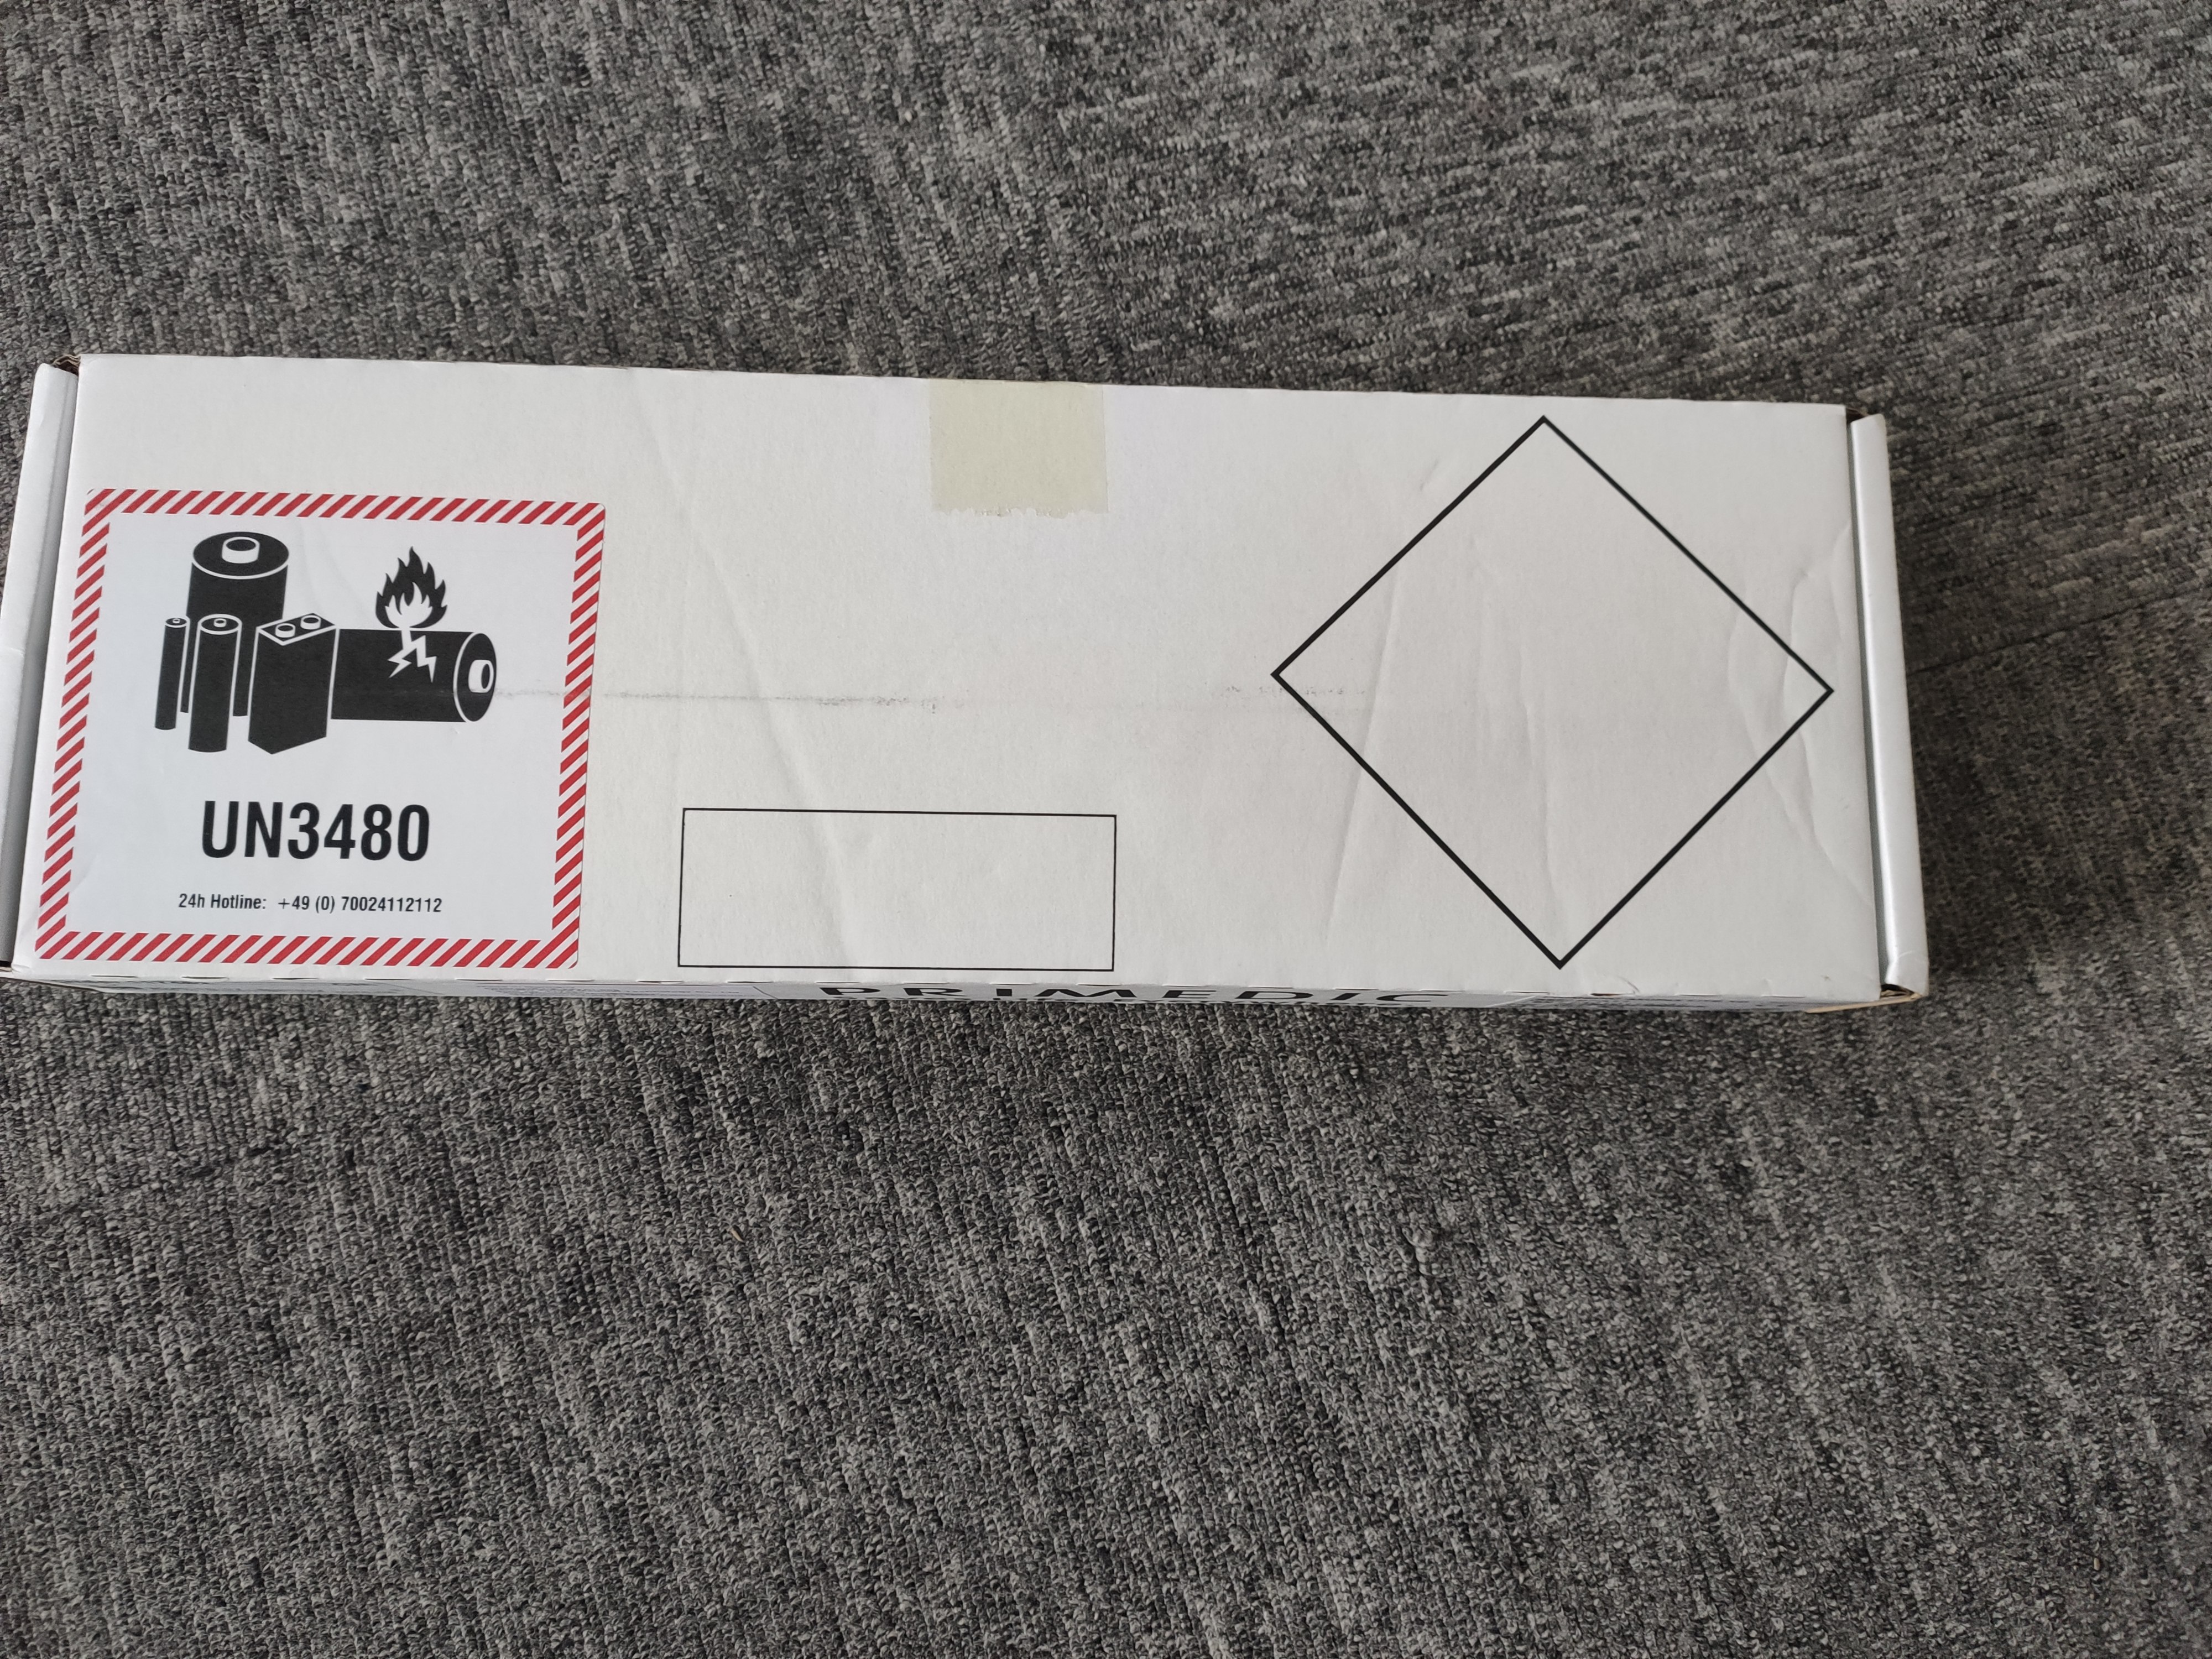 UN3480
24h Hotline: +49 (0) 70024112112
PRIMEDIC